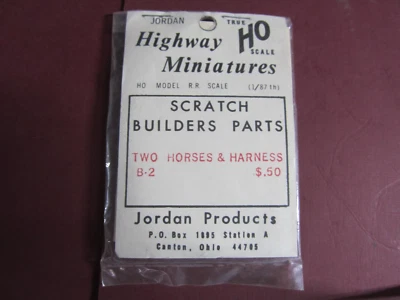 JORDAN TRUE
Highway HO
SCALE
Miniatures
HO MODEL R.R. SCALE (1/87th)
SCRATCH
BUILDERS PARTS
TWO HORSES & HARNESS
B-2 $.50
Jordan Products
P.O. Box 1685 Station A
Canton, Ohio 44705